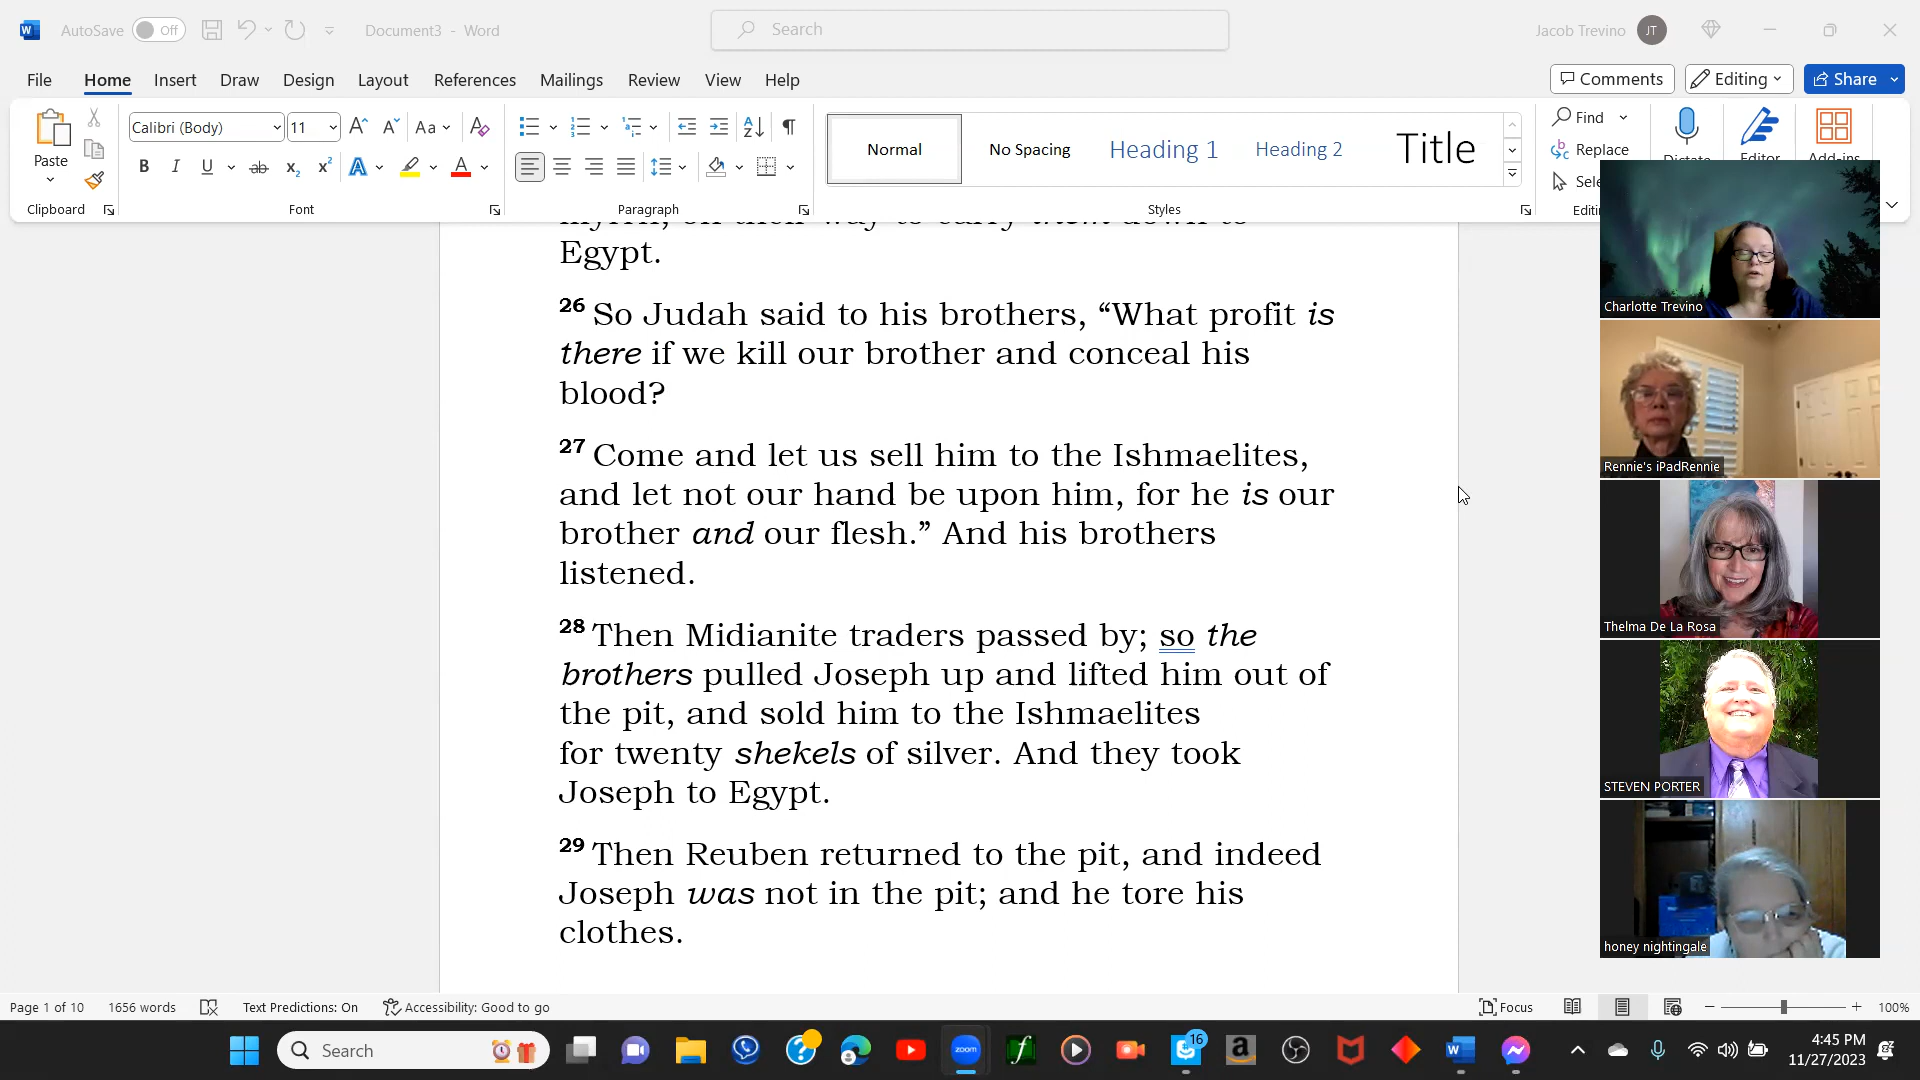 AutoSave Off Document3 - Word Search Jacob Trevino JT
File Home Insert Draw Design Layout References Mailings Review View Help Comments Editing Share
Paste Calibri (Body) 11 Aa Normal No Spacing Heading 1 Heading 2 Title Find Replace
Clipboard Font Paragraph Styles
Egypt.
26 So Judah said to his brothers, “What profit is
there if we kill our brother and conceal his
blood?
27 Come and let us sell him to the Ishmaelites,
and let not our hand be upon him, for he is our
brother and our flesh.” And his brothers
listened.
28 Then Midianite traders passed by; so the
brothers pulled Joseph up and lifted him out of
the pit, and sold him to the Ishmaelites
for twenty shekels of silver. And they took
Joseph to Egypt.
29 Then Reuben returned to the pit, and indeed
Joseph was not in the pit; and he tore his
clothes.
Charlotte Trevino
Rennie's iPadRennie
Thelma De La Rosa
STEVEN PORTER
honey nightingale
Page 1 of 10 1656 words Text Predictions: On Accessibility: Good to go Focus 100%
Search zoom 16 4:45 PM
11/27/2023